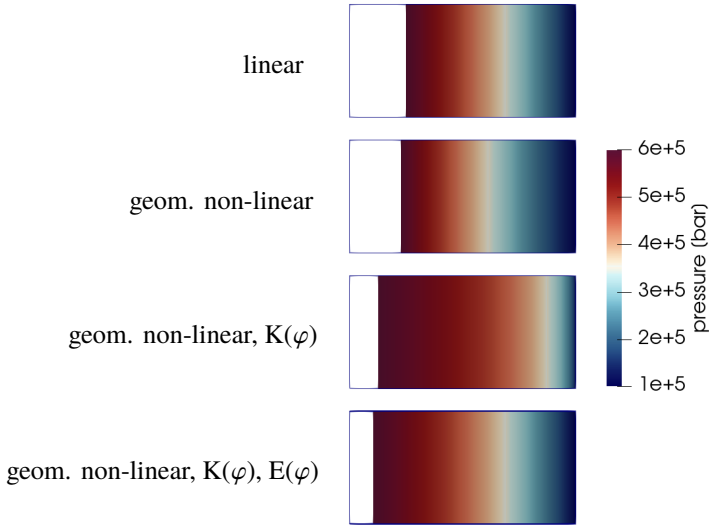 linear
geom. non-linear
geom. non-linear, K(φ)
geom. non-linear, K(φ), E(φ)
6e+5
5e+5
4e+5
3e+5
2e+5
1e+5
pressure (bar)